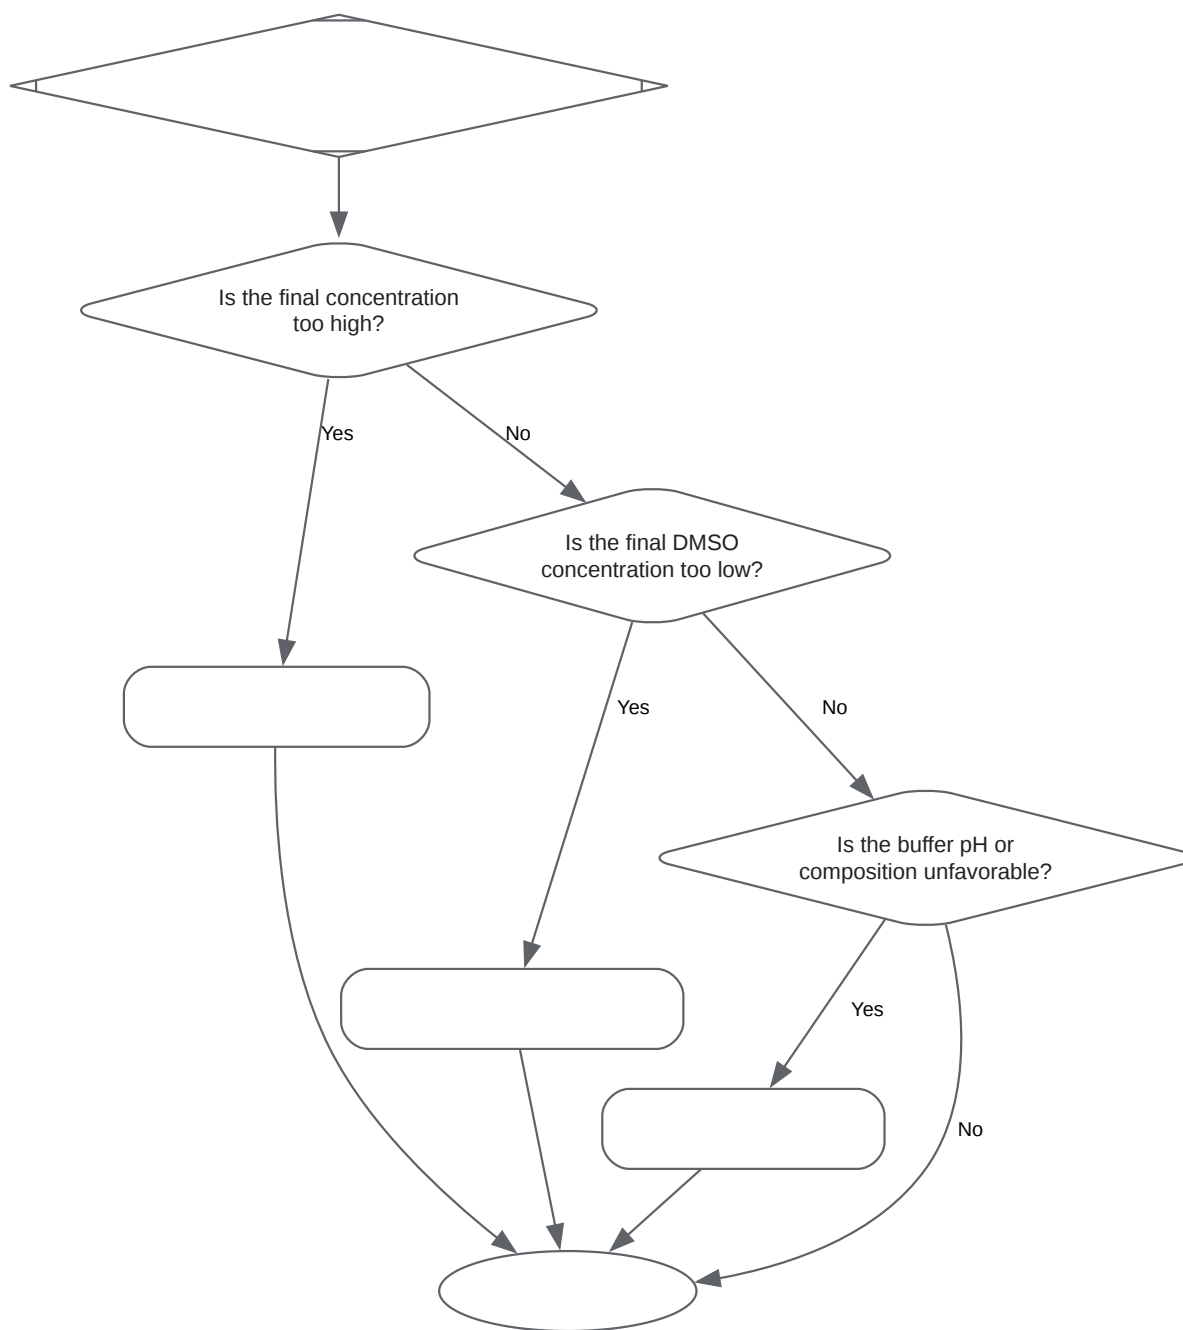 Is the final concentration
too high?
Yes
No
Is the final DMSO
concentration too low?
Yes
No
Is the buffer pH or
composition unfavorable?
Yes
No